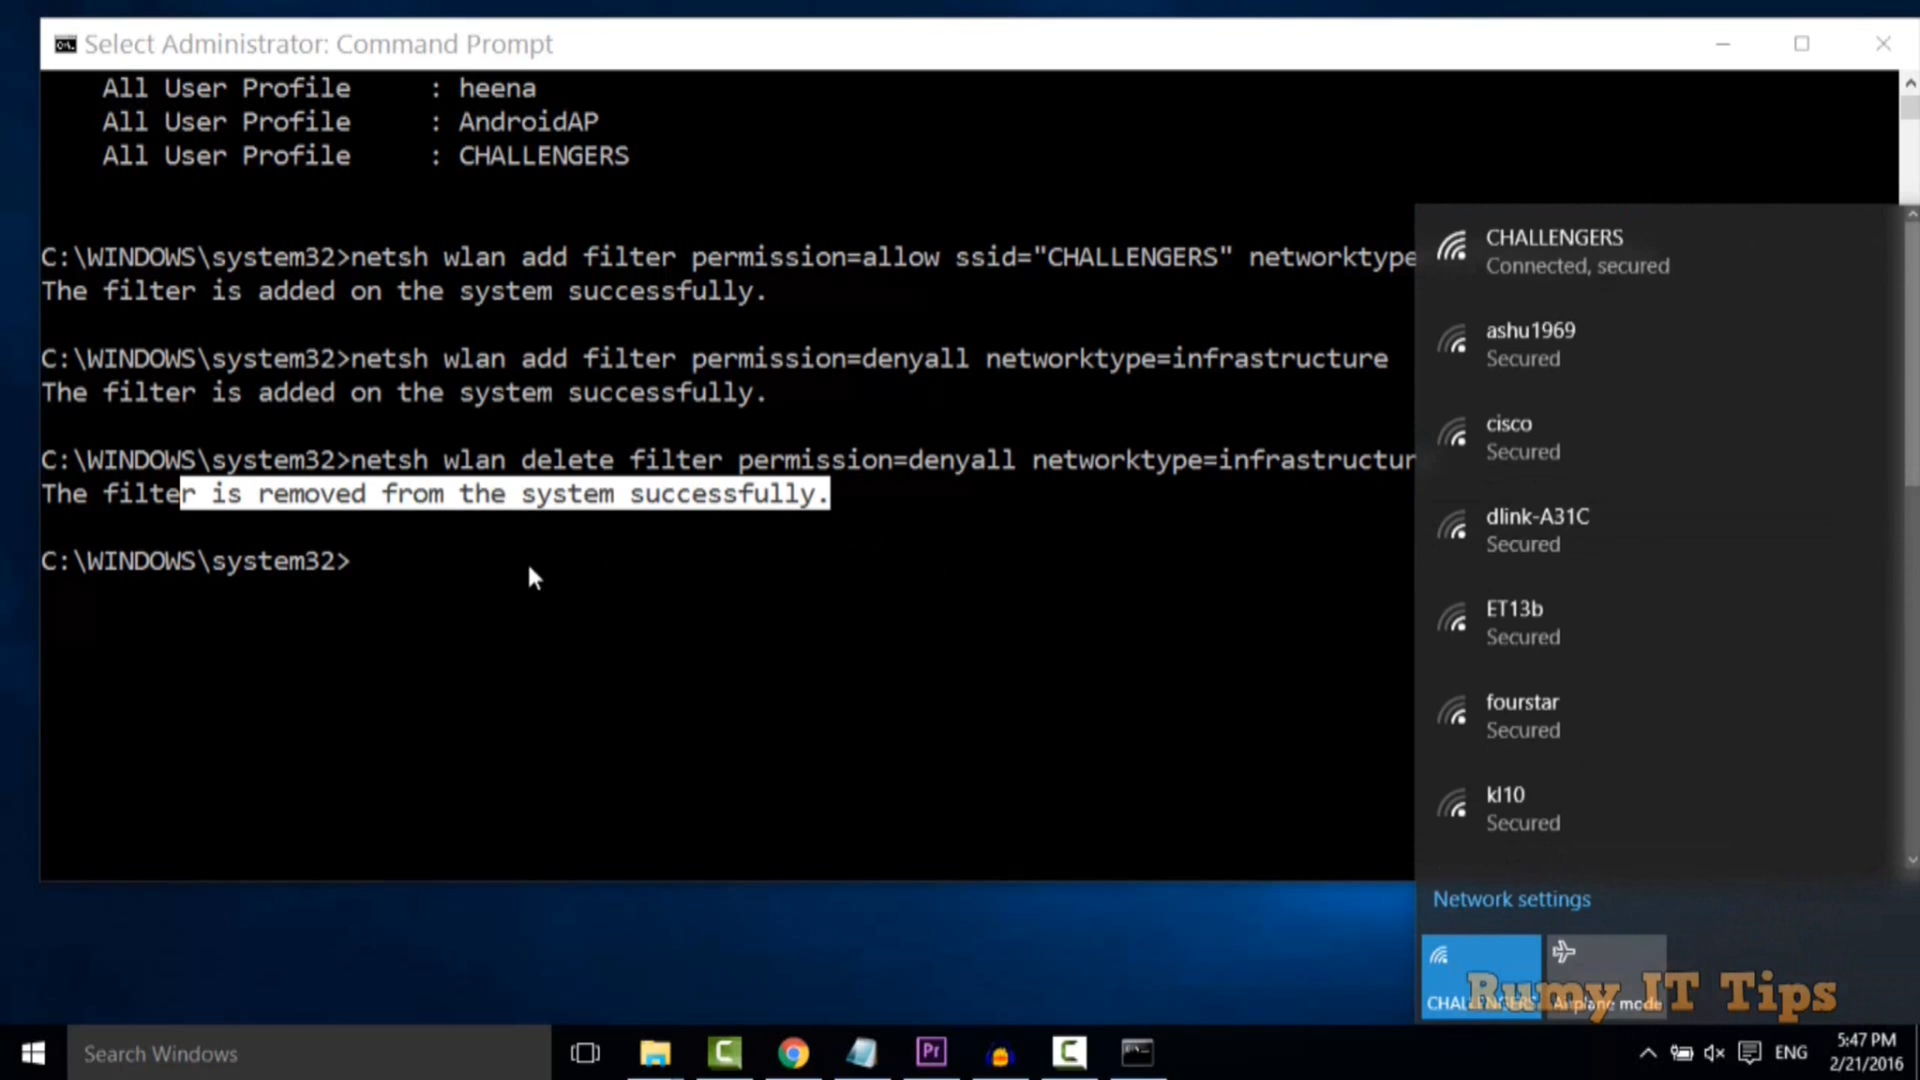 Select Administrator: Command Prompt
All User Profile : heena
All User Profile : AndroidAP
All User Profile : CHALLENGERS
C:\WINDOWS\system32>netsh wlan add filter permission=allow ssid="CHALLENGERS" networktype
The filter is added on the system successfully.
C:\WINDOWS\system32>netsh wlan add filter permission=denyall networktype=infrastructure
The filter is added on the system successfully.
C:\WINDOWS\system32>netsh wlan delete filter permission=denyall networktype=infrastructur
The filter is removed from the system successfully.
C:\WINDOWS\system32>
CHALLENGERS
Connected, secured
ashu1969
Secured
cisco
Secured
dlink-A31C
Secured
ET13b
Secured
fourstar
Secured
kl10
Secured
Network settings
CHALLENGERS
Airplane mode
Rumy IT Tips
Search Windows
Pr
ENG
5:47 PM
2/21/2016